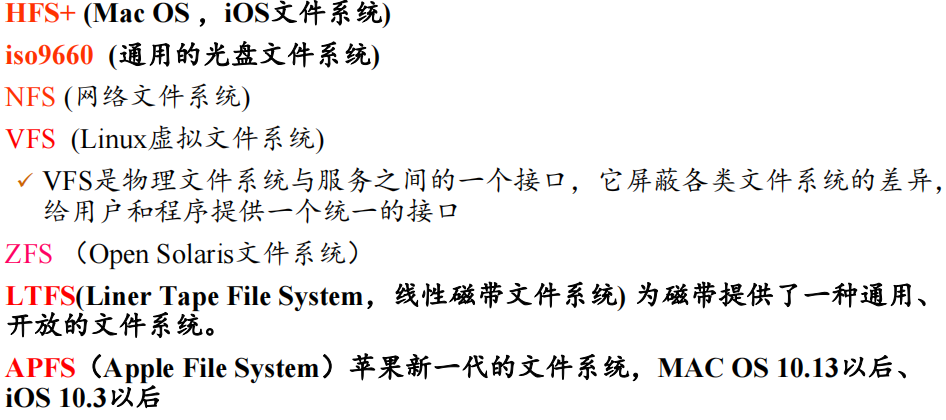 HFS+ (Mac OS ，iOS文件系统)
iso9660 (通用的光盘文件系统)
NFS (网络文件系统)
VFS (Linux虚拟文件系统)
✓ VFS是物理文件系统与服务之间的一个接口，它屏蔽各类文件系统的差异，
给用户和程序提供一个统一的接口
ZFS （Open Solaris文件系统）
LTFS(Liner Tape File System，线性磁带文件系统) 为磁带提供了一种通用、
开放的文件系统。
APFS（Apple File System）苹果新一代的文件系统，MAC OS 10.13以后、
iOS 10.3以后